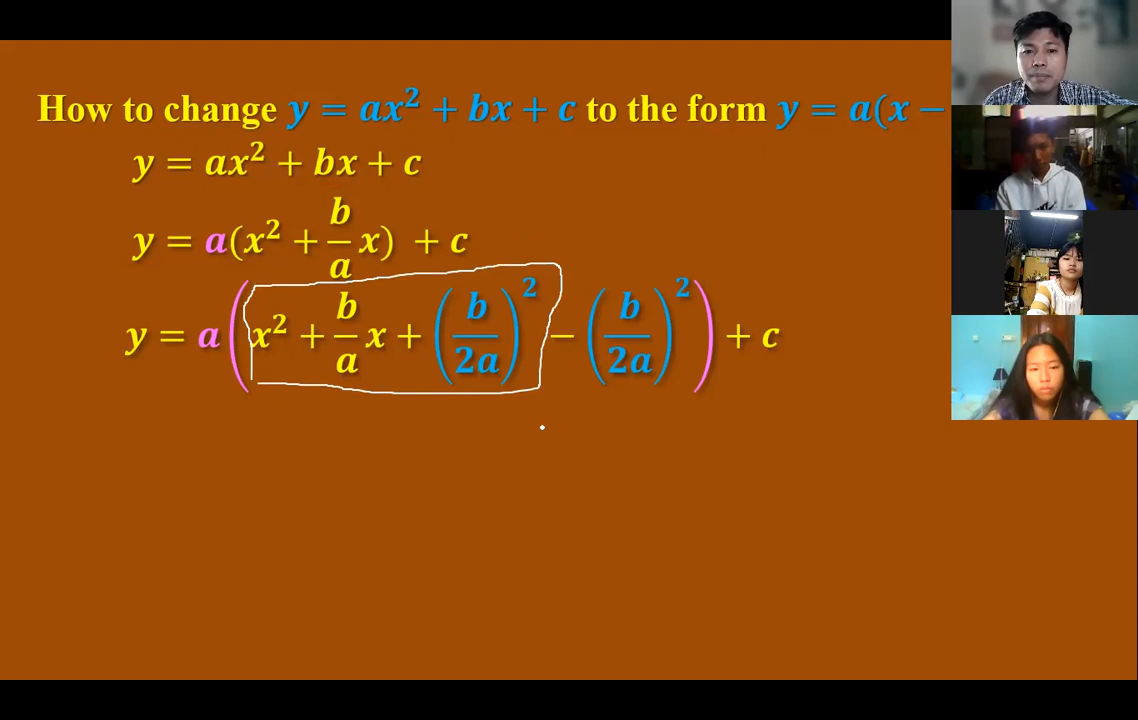 How to change y = ax² + bx + c to the form y = a(x −
y = ax² + bx + c
y = a(x² + b/a x) + c
y = a(x² + b/a x + (b/2a)² − (b/2a)²) + c